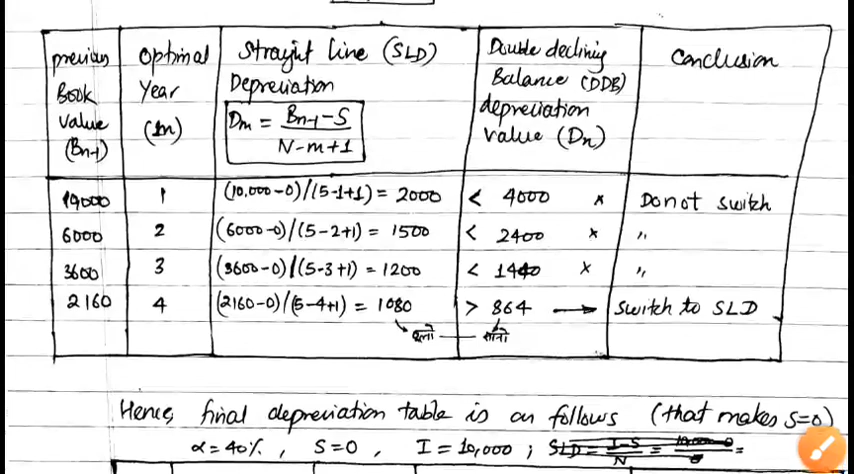 previous
Book
value
(Bn-1)
Optimal
Year
(m)
Straight Line (SLD)
Depreciation
Dm = Bn-1 - S / N-m+1
Double declining
Balance (DDB)
depreciation
value (Dn)
Conclusion
10000 1 (10,000-0)/(5-1+1) = 2000 < 4000 × Do not switch
6000 2 (6000-0)/(5-2+1) = 1500 < 2400 × "
3600 3 (3600-0)/(5-3+1) = 1200 < 1440 × "
2160 4 (2160-0)/(5-4+1) = 1080 > 864 → Switch to SLD
Hence, final depreciation table is as follows (that makes S=0)
α = 40%, S=0, I = 10,000 ; SLD = I-S / N =